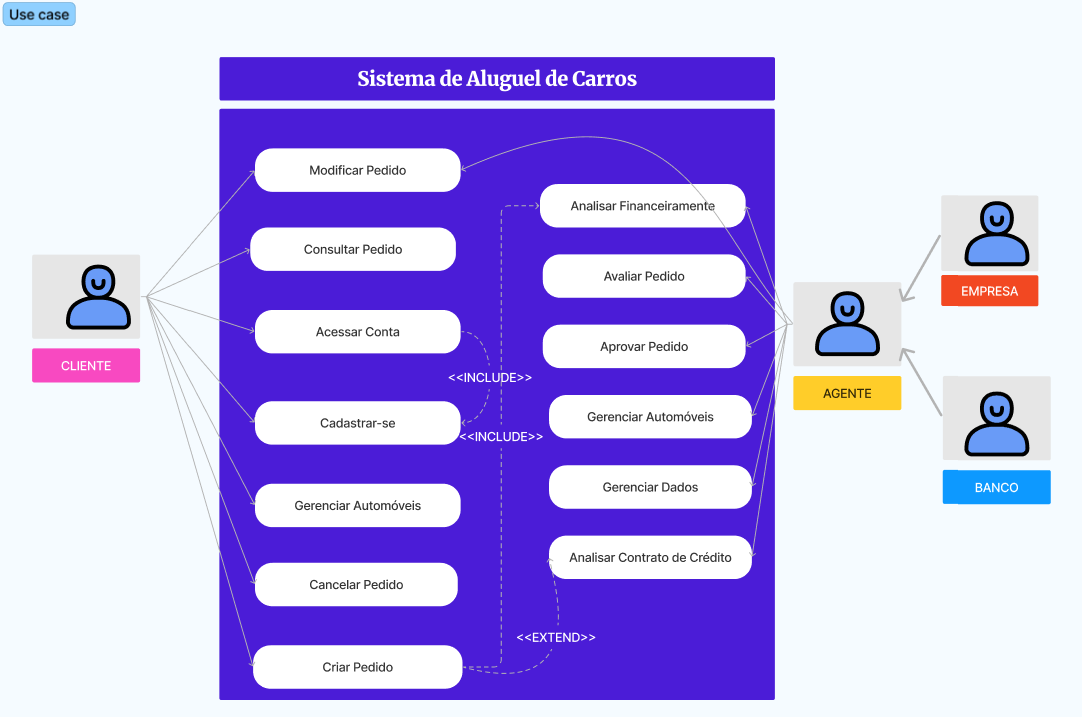 Use case
Sistema de Aluguel de Carros
Modificar Pedido
Consultar Pedido
Acessar Conta
<<INCLUDE>>
Cadastrar-se
<<INCLUDE>>
Gerenciar Automóveis
Cancelar Pedido
Criar Pedido
<<EXTEND>>
Analisar Financeiramente
Avaliar Pedido
Aprovar Pedido
Gerenciar Automóveis
Gerenciar Dados
Analisar Contrato de Crédito
CLIENTE
AGENTE
EMPRESA
BANCO